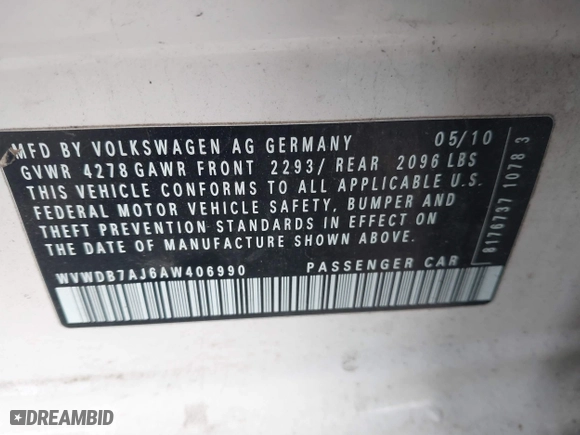 MFD BY VOLKSWAGEN AG GERMANY 05/10
GVWR 4278 GAWR FRONT 2293/ REAR 2096 LBS
THIS VEHICLE CONFORMS TO ALL APPLICABLE U.S.
FEDERAL MOTOR VEHICLE SAFETY, BUMPER AND
THEFT PREVENTION STANDARDS IN EFFECT ON
THE DATE OF MANUFACTURE SHOWN ABOVE.
WVWDB7AJ6AW406990 PASSENGER CAR
6176737 1078 3
DREAMBID